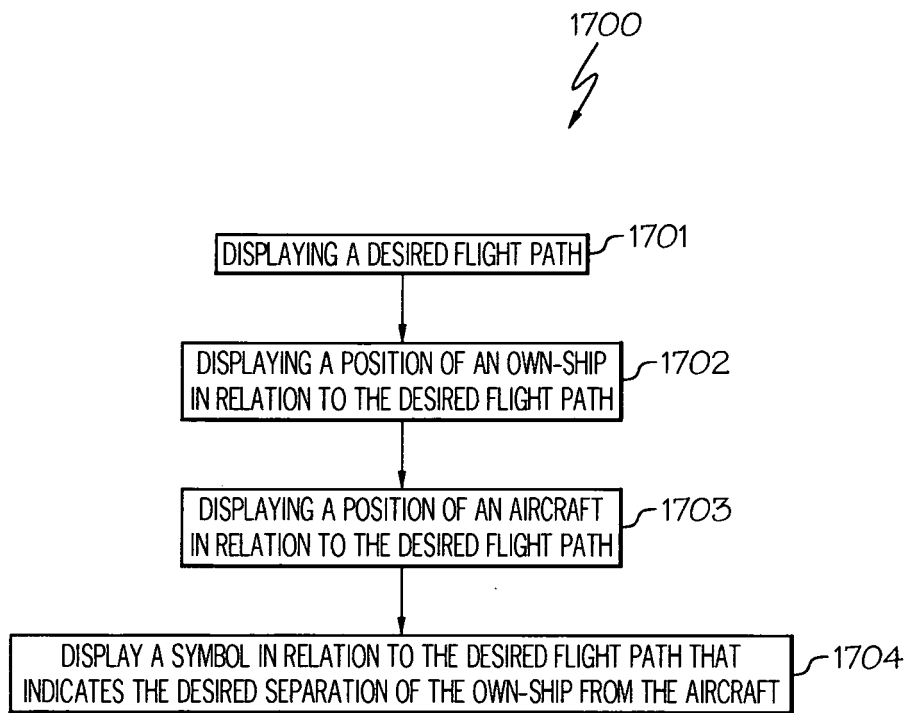 1700
DISPLAYING A DESIRED FLIGHT PATH
1701
DISPLAYING A POSITION OF AN OWN-SHIP
IN RELATION TO THE DESIRED FLIGHT PATH
1702
DISPLAYING A POSITION OF AN AIRCRAFT
IN RELATION TO THE DESIRED FLIGHT PATH
1703
DISPLAY A SYMBOL IN RELATION TO THE DESIRED FLIGHT PATH THAT
INDICATES THE DESIRED SEPARATION OF THE OWN-SHIP FROM THE AIRCRAFT
1704